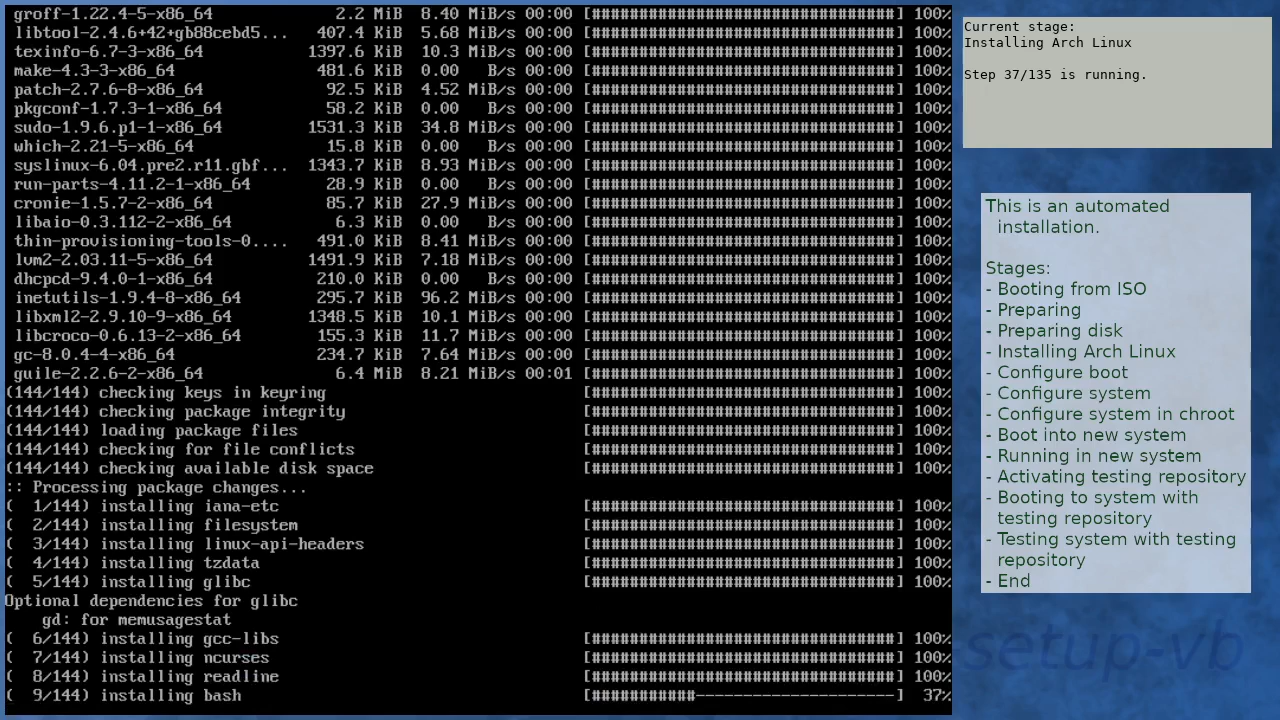 groff-1.22.4-5-x86_64 2.2 MiB 8.40 MiB/s 00:00 [################################] 100%
libtool-2.4.6+42+gb88cebd5... 407.4 KiB 5.68 MiB/s 00:00 [################################] 100%
texinfo-6.7-3-x86_64 1397.6 KiB 10.3 MiB/s 00:00 [################################] 100%
make-4.3-3-x86_64 481.6 KiB 0.00 B/s 00:00 [################################] 100%
patch-2.7.6-8-x86_64 92.5 KiB 4.52 MiB/s 00:00 [################################] 100%
pkgconf-1.7.3-1-x86_64 58.2 KiB 0.00 B/s 00:00 [################################] 100%
sudo-1.9.6.p1-1-x86_64 1531.3 KiB 34.8 MiB/s 00:00 [################################] 100%
which-2.21-5-x86_64 15.8 KiB 0.00 B/s 00:00 [################################] 100%
syslinux-6.04.pre2.r11.gbf... 1343.7 KiB 8.93 MiB/s 00:00 [################################] 100%
run-parts-4.11.2-1-x86_64 28.9 KiB 0.00 B/s 00:00 [################################] 100%
cronie-1.5.7-2-x86_64 85.7 KiB 27.9 MiB/s 00:00 [################################] 100%
libaio-0.3.112-2-x86_64 6.3 KiB 0.00 B/s 00:00 [################################] 100%
thin-provisioning-tools-0.... 491.0 KiB 8.41 MiB/s 00:00 [################################] 100%
lvm2-2.03.11-5-x86_64 1491.9 KiB 7.18 MiB/s 00:00 [################################] 100%
dhcpcd-9.4.0-1-x86_64 210.0 KiB 0.00 B/s 00:00 [################################] 100%
inetutils-1.9.4-8-x86_64 295.7 KiB 96.2 MiB/s 00:00 [################################] 100%
libxml2-2.9.10-9-x86_64 1348.5 KiB 10.1 MiB/s 00:00 [################################] 100%
libcroco-0.6.13-2-x86_64 155.3 KiB 11.7 MiB/s 00:00 [################################] 100%
gc-8.0.4-4-x86_64 234.7 KiB 7.64 MiB/s 00:00 [################################] 100%
guile-2.2.6-2-x86_64 6.4 MiB 8.21 MiB/s 00:01 [################################] 100%
(144/144) checking keys in keyring [################################] 100%
(144/144) checking package integrity [################################] 100%
(144/144) loading package files [################################] 100%
(144/144) checking for file conflicts [################################] 100%
(144/144) checking available disk space [################################] 100%
:: Processing package changes...
( 1/144) installing iana-etc [################################] 100%
( 2/144) installing filesystem [################################] 100%
( 3/144) installing linux-api-headers [################################] 100%
( 4/144) installing tzdata [################################] 100%
( 5/144) installing glibc [################################] 100%
Optional dependencies for glibc
gd: for memusagestat
( 6/144) installing gcc-libs [################################] 100%
( 7/144) installing ncurses [################################] 100%
( 8/144) installing readline [################################] 100%
( 9/144) installing bash [###########---------------------] 37%
Current stage:
Installing Arch Linux
Step 37/135 is running.
This is an automated
installation.
Stages:
- Booting from ISO
- Preparing
- Preparing disk
- Installing Arch Linux
- Configure boot
- Configure system
- Configure system in chroot
- Boot into new system
- Running in new system
- Activating testing repository
- Booting to system with
testing repository
- Testing system with testing
repository
- End
setup-vb